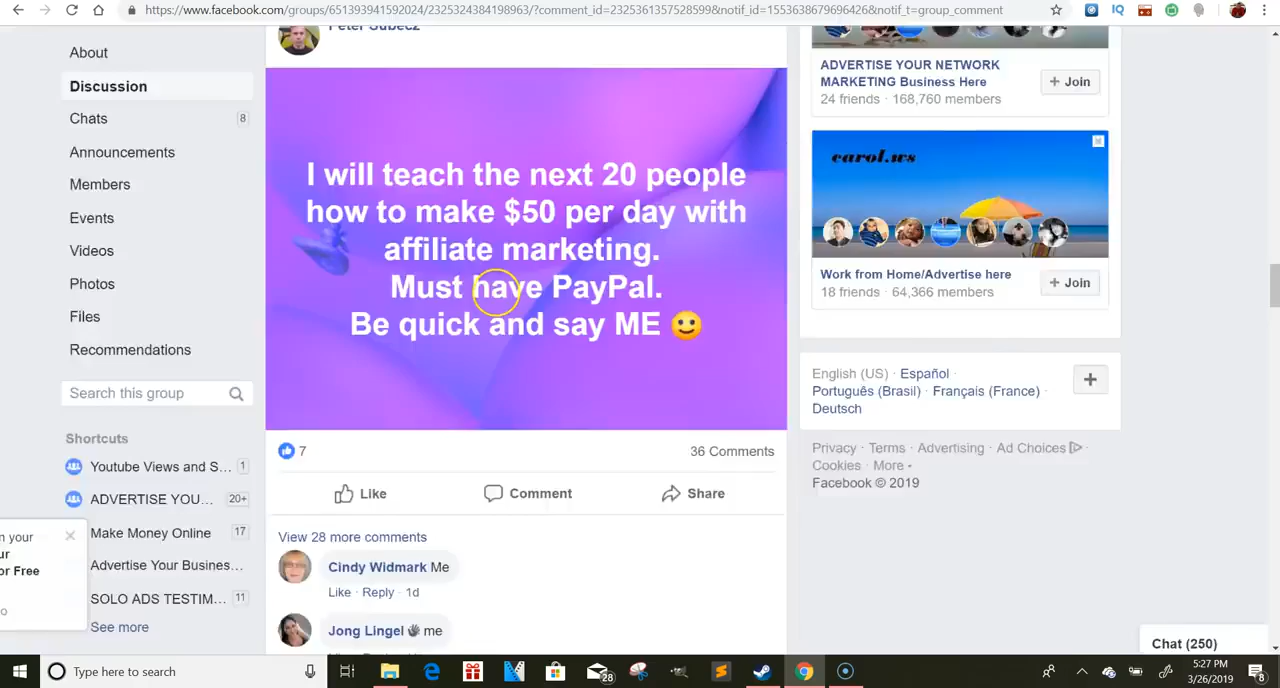 https://www.facebook.com/groups/651393941592024/2325324384198963/?comment_id=2325361357528599&notif_id=1553638679696426&notif_t=group_comment
About
Discussion
Chats 8
Announcements
Members
Events
Videos
Photos
Files
Recommendations
Search this group
Shortcuts
Youtube Views and S... 1
ADVERTISE YOU... 20+
Make Money Online 17
Advertise Your Busines...
SOLO ADS TESTIM... 11
See more
n your
or Free
Peter Subecz
I will teach the next 20 people
how to make $50 per day with
affiliate marketing.
Must have PayPal.
Be quick and say ME
7
36 Comments
Like
Comment
Share
View 28 more comments
Cindy Widmark Me
Like · Reply · 1d
Jong Lingel me
ADVERTISE YOUR NETWORK
MARKETING Business Here
24 friends · 168,760 members
+ Join
carol.ws
Work from Home/Advertise here
18 friends · 64,366 members
+ Join
English (US) · Español ·
Português (Brasil) · Français (France) ·
Deutsch
Privacy · Terms · Advertising · Ad Choices ·
Cookies · More
Facebook © 2019
Chat (250)
Type here to search
28
5:27 PM
3/26/2019
8